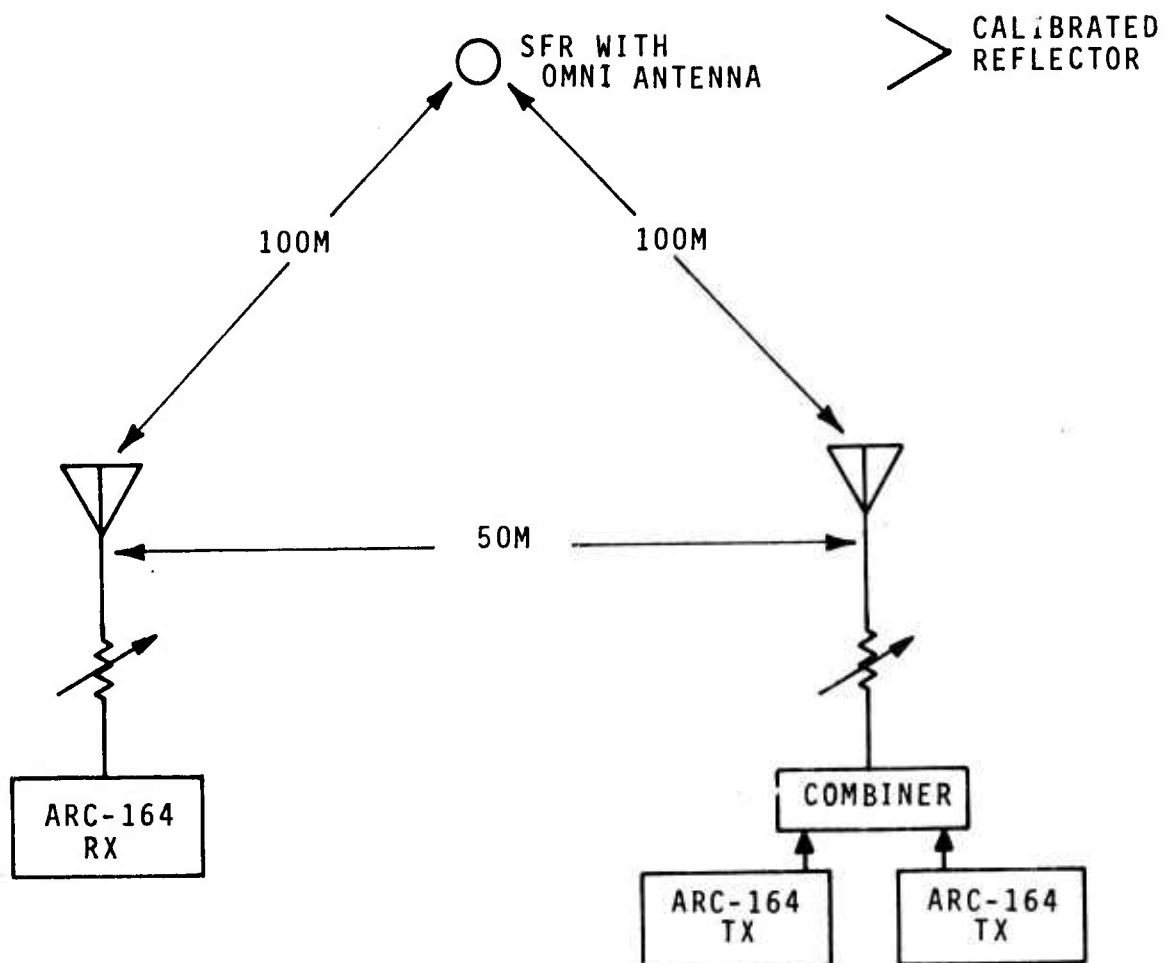 SFR WITH
OMNI ANTENNA
CALIBRATED
REFLECTOR
100M
100M
50M
ARC-164
RX
COMBINER
ARC-164
TX
ARC-164
TX